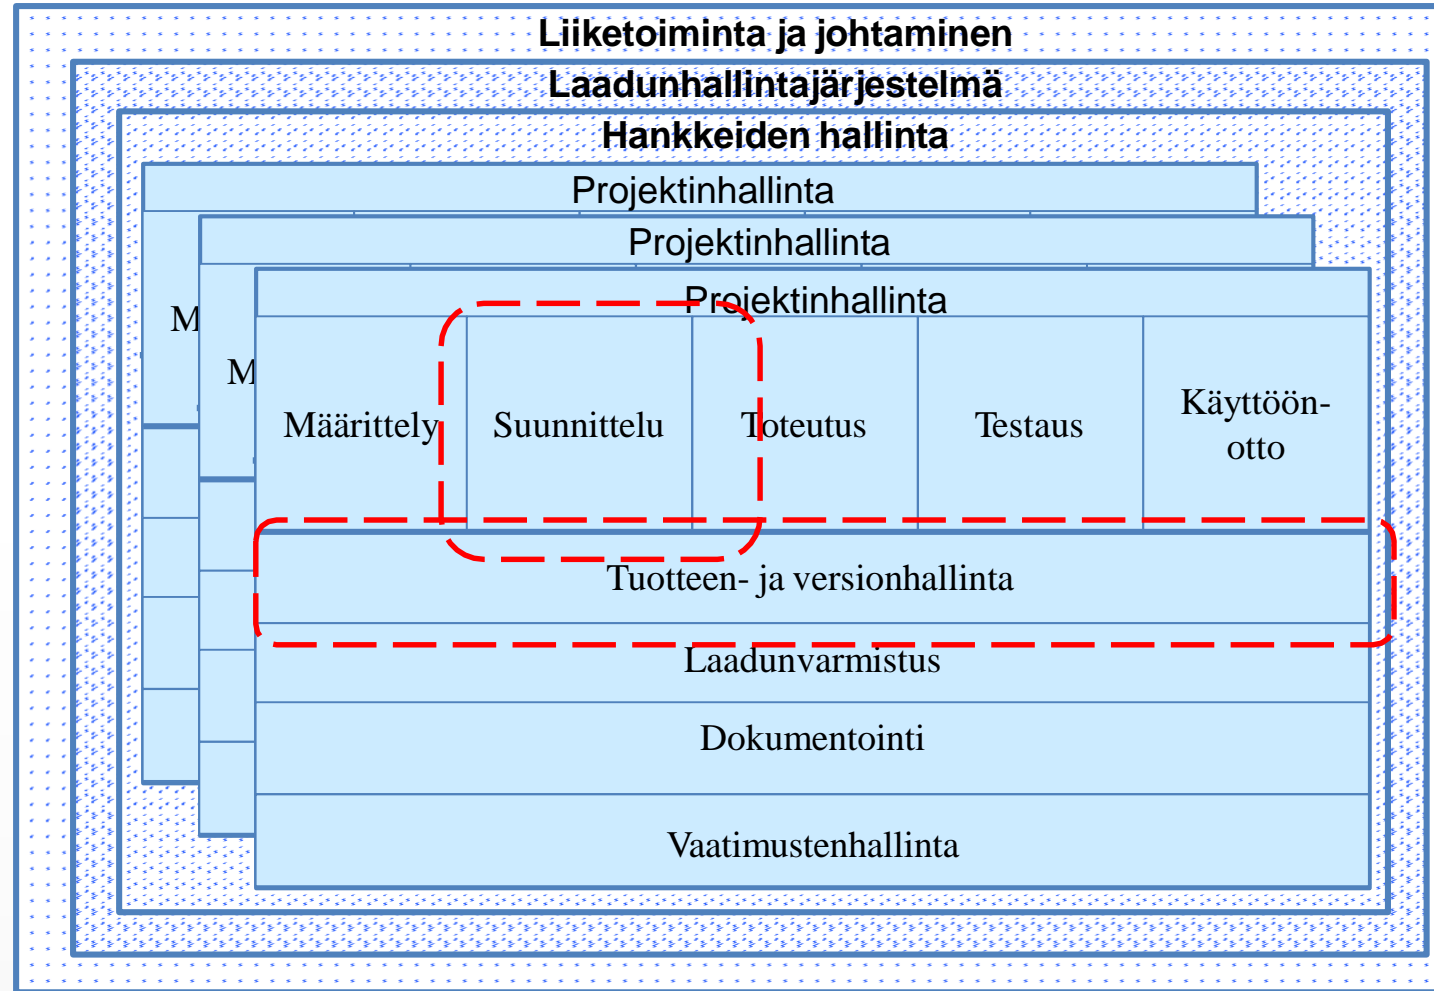 Liiketoiminta ja johtaminen
Laadunhallintajärjestelmä
Hankkeiden hallinta
Projektinhallinta
Projektinhallinta
Projektinhallinta
M
M
Määrittely
Suunnittelu
Toteutus
Testaus
Käyttöön-
otto
Tuotteen- ja versionhallinta
Laadunvarmistus
Dokumentointi
Vaatimustenhallinta